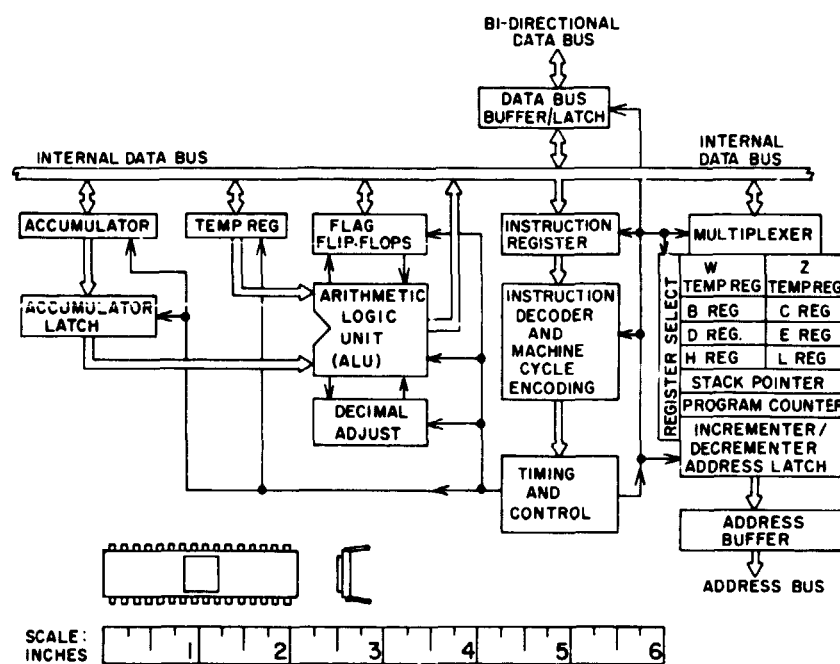 BI-DIRECTIONAL
DATA BUS
DATA BUS
BUFFER/LATCH
INTERNAL DATA BUS
INTERNAL
DATA BUS
ACCUMULATOR
TEMP REG
FLAG
FLIP-FLOPS
INSTRUCTION
REGISTER
MULTIPLEXER
REGISTER SELECT
W
TEMP REG
Z
TEMP REG
B REG
C REG
D REG.
E REG
H REG
L REG
STACK POINTER
PROGRAM COUNTER
INCREMENTER/
DECREMENTER
ADDRESS LATCH
ACCUMULATOR
LATCH
ARITHMETIC
LOGIC
UNIT
(ALU)
INSTRUCTION
DECODER
AND
MACHINE
CYCLE
ENCODING
DECIMAL
ADJUST
TIMING
AND
CONTROL
ADDRESS
BUFFER
ADDRESS BUS
SCALE:
INCHES
1 2 3 4 5 6